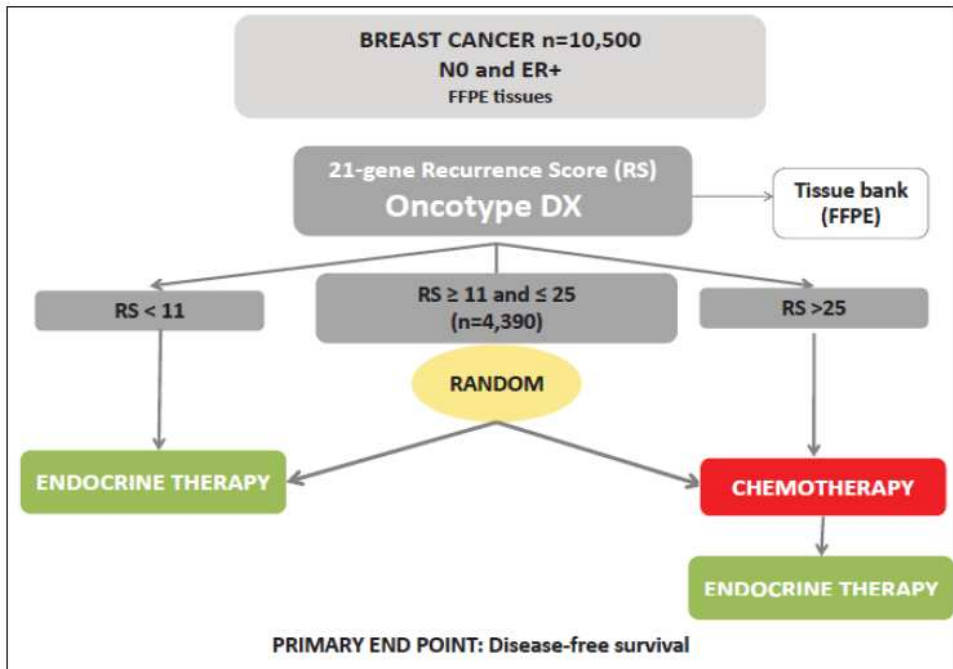 BREAST CANCER n=10,500
N0 and ER+
FFPE tissues
21-gene Recurrence Score (RS)
Oncotype DX
Tissue bank
(FFPE)
RS < 11
RS ≥ 11 and ≤ 25
(n=4,390)
RS >25
RANDOM
ENDOCRINE THERAPY
CHEMOTHERAPY
ENDOCRINE THERAPY
PRIMARY END POINT: Disease-free survival